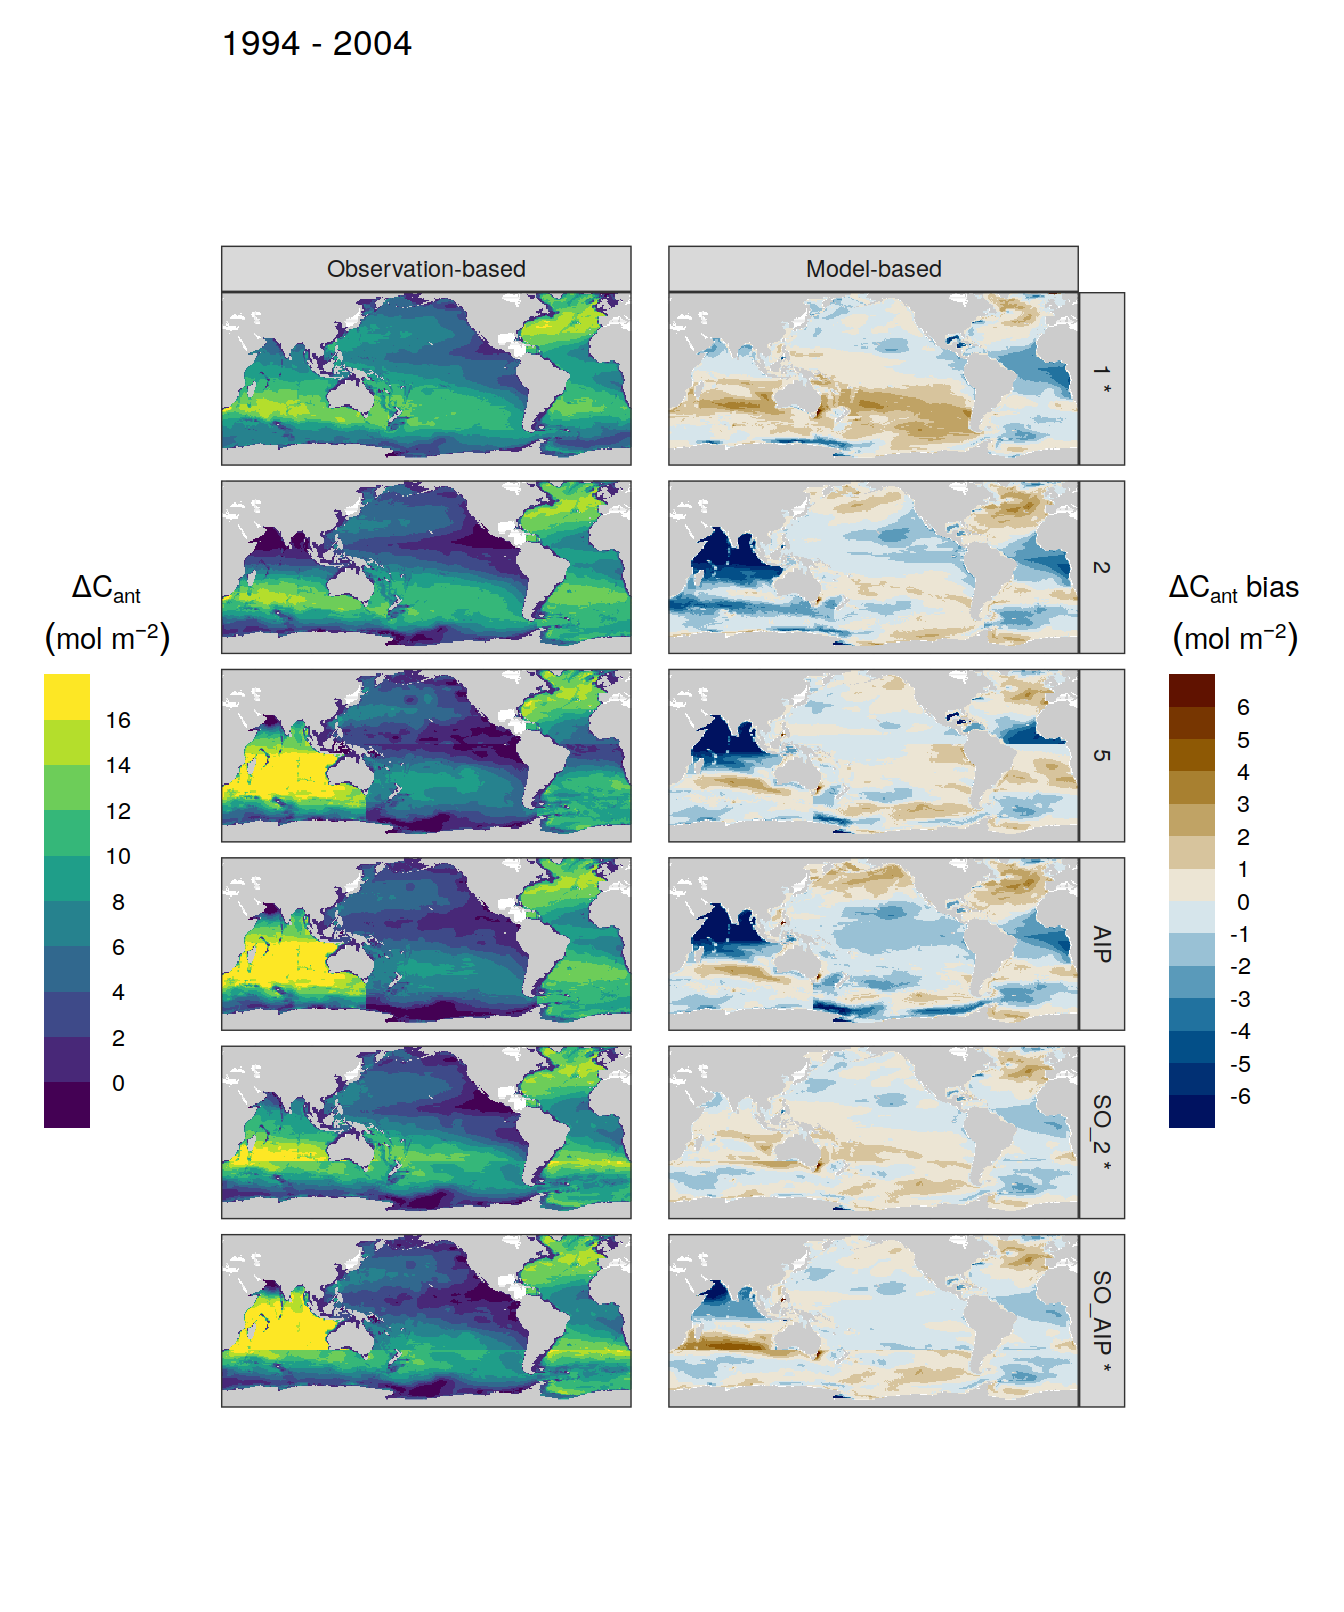 1994 - 2004
Observation-based
Model-based
1 *
2
5
AIP
SO_2 *
SO_AIP *
ΔCant
(mol m−2)
16
14
12
10
8
6
4
2
0
ΔCant bias
(mol m−2)
6
5
4
3
2
1
0
-1
-2
-3
-4
-5
-6